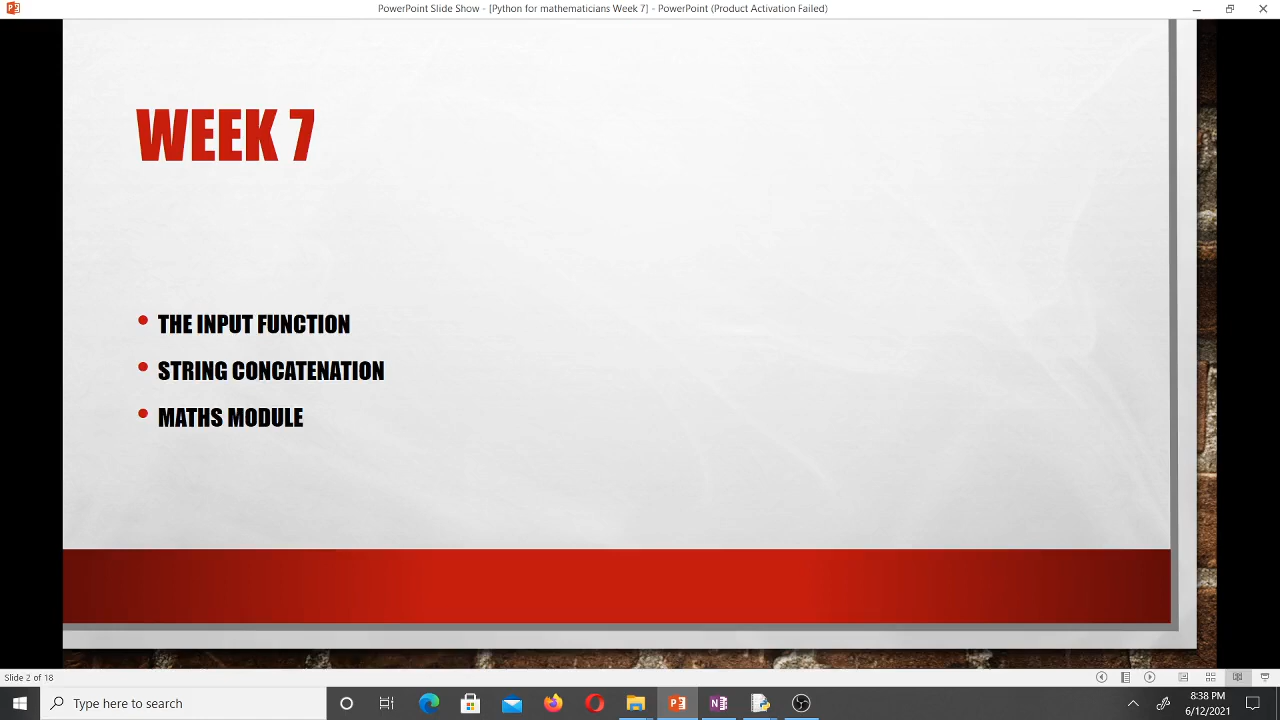 PowerPoint Slide Show - [Python for mathematicians Week 7] - PowerPoint (Product Activation Failed)
WEEK 7
• THE INPUT FUNCTION
• STRING CONCATENATION
• MATHS MODULE
Slide 2 of 18
Type here to search
8:38 PM
6/12/2021